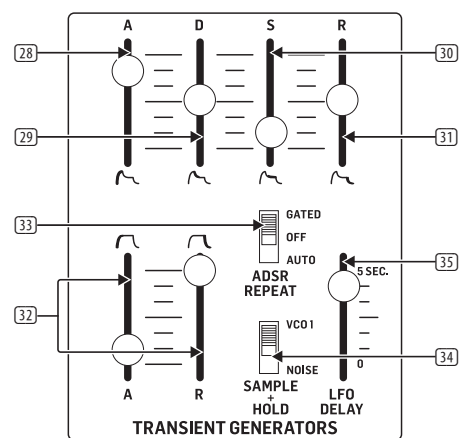 A D S R
28
30
29
31
33
GATED
OFF
AUTO
ADSR
REPEAT
35
5 SEC.
32
VCO 1
34
0
NOISE
A R
SAMPLE
+
HOLD
LFO
DELAY
TRANSIENT GENERATORS